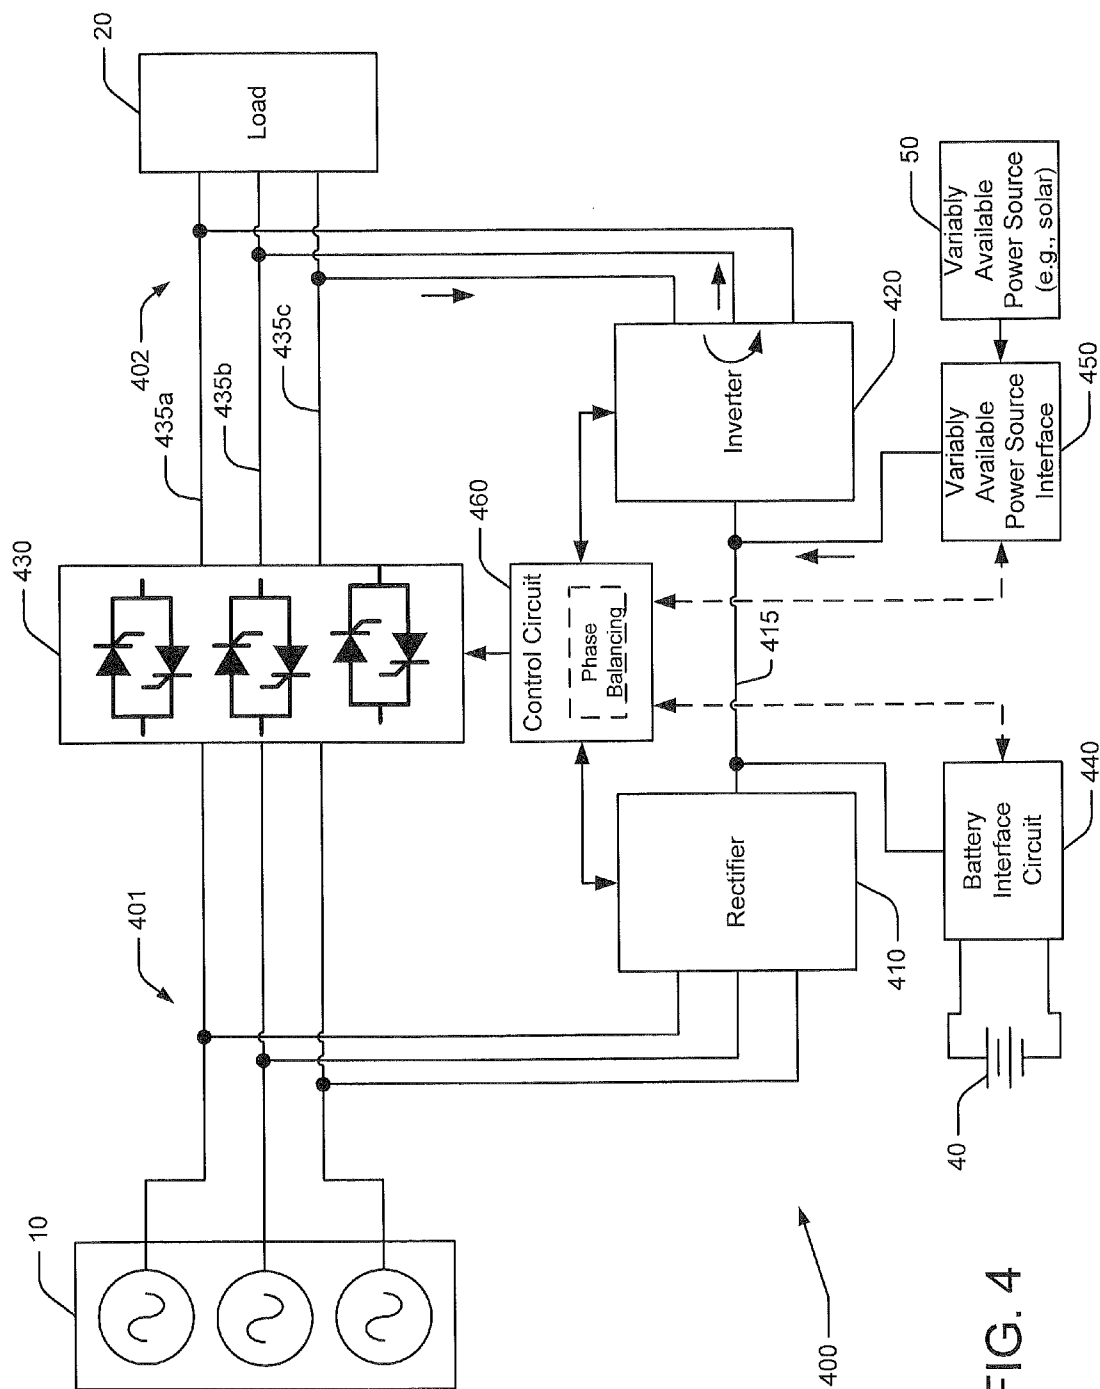 10
401
430
402
435a
435b
435c
20
Load
460
Control Circuit
Phase
Balancing
Rectifier
410
415
Inverter
420
40
Battery
Interface
Circuit
440
Variably
Available
Power Source
Interface
450
Variably
Available
Power Source
(e.g., solar)
50
400
FIG. 4